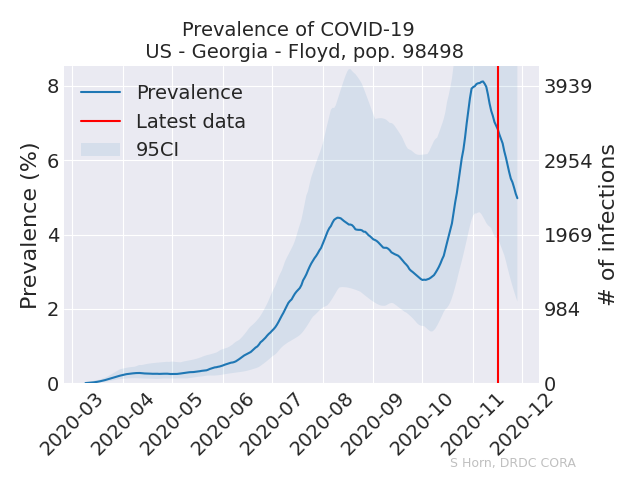 Prevalence of COVID-19
US - Georgia - Floyd, pop. 98498
Prevalence
Latest data
95CI
Prevalence (%)
8
6
4
2
0
3939
2954
1969
984
0
# of infections
2020-03
2020-04
2020-05
2020-06
2020-07
2020-08
2020-09
2020-10
2020-11
2020-12
S Horn, DRDC CORA